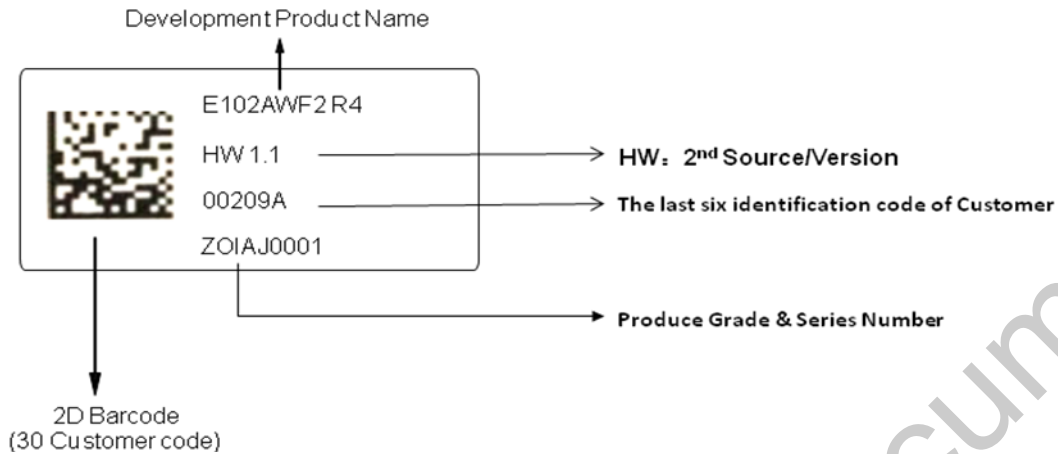 Development Product Name
E102AWF2 R4
HW 1.1
HW：2nd Source/Version
00209A
The last six identification code of Customer
ZOIAJ0001
Produce Grade & Series Number
2D Barcode
(30 Customer code)
cum